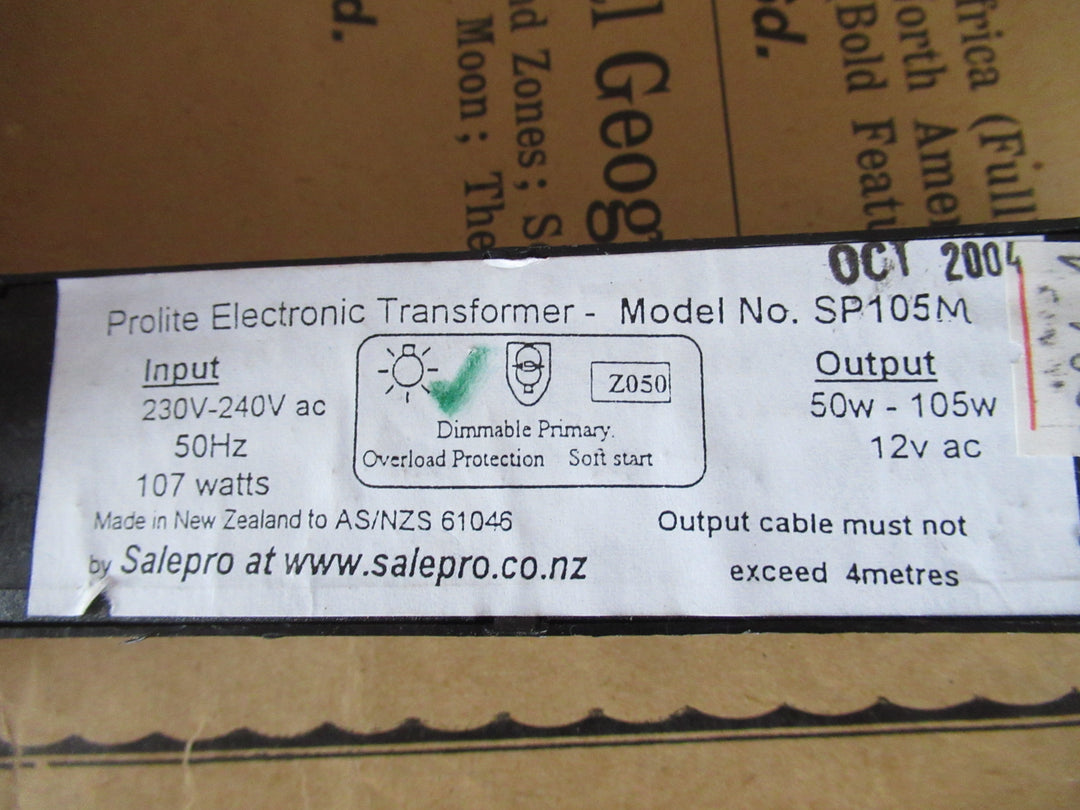 d.
l Geog
d Zones; S
Moon; The
d.
frica (Full
orth Amer
(Bold Featu
OCT 2004
Prolite Electronic Transformer - Model No. SP105M
Input
230V-240V ac
50Hz
107 watts
Z050
Dimmable Primary.
Overload Protection Soft start
Output
50w - 105w
12v ac
Made in New Zealand to AS/NZS 61046
by Salepro at www.salepro.co.nz
Output cable must not
exceed 4metres